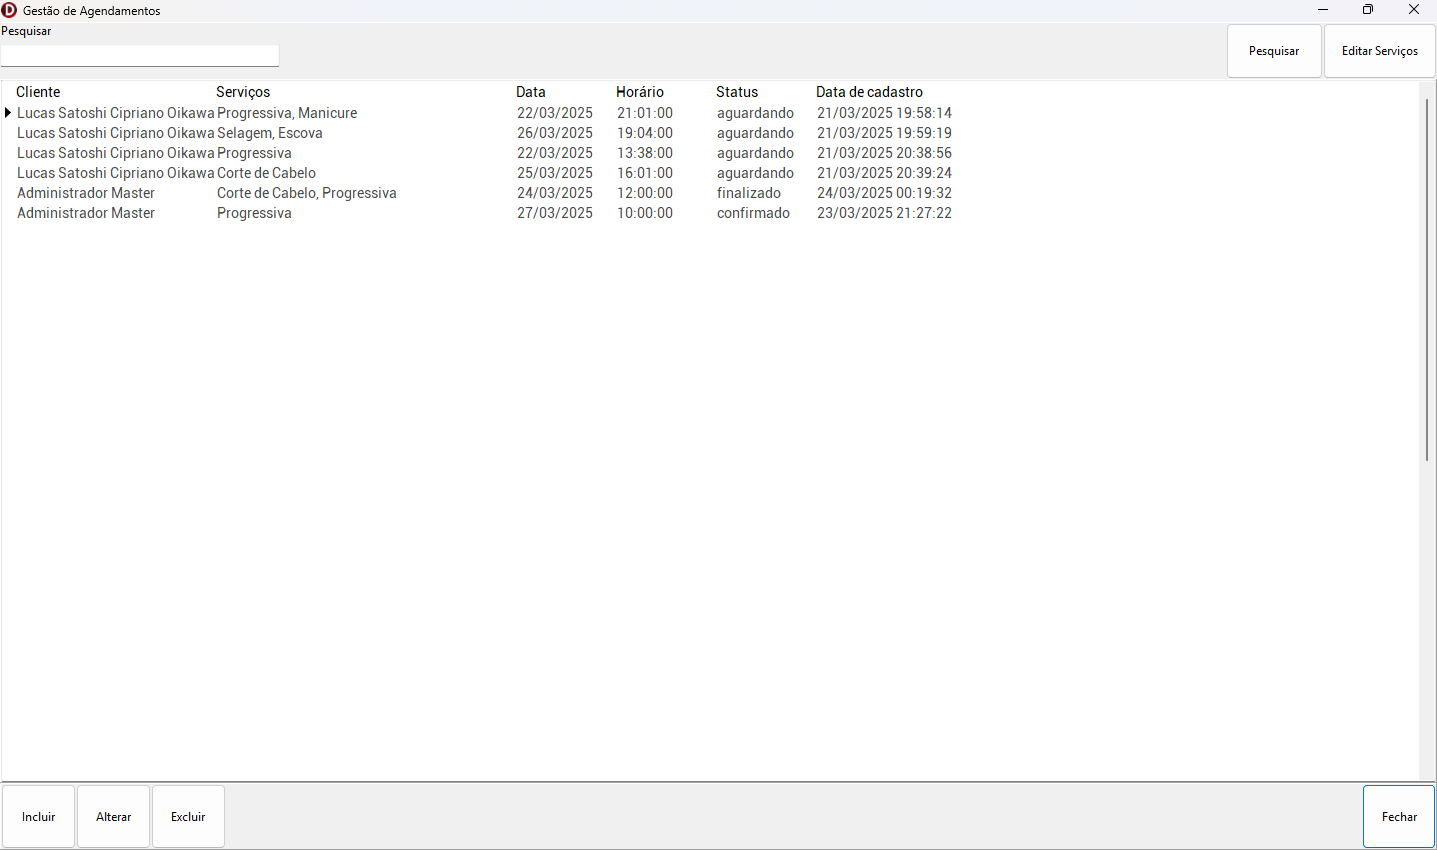 Gestão de Agendamentos
Pesquisar
Pesquisar
Editar Serviços
Cliente Serviços Data Horário Status Data de cadastro
Lucas Satoshi Cipriano Oikawa Progressiva, Manicure 22/03/2025 21:01:00 aguardando 21/03/2025 19:58:14
Lucas Satoshi Cipriano Oikawa Selagem, Escova 26/03/2025 19:04:00 aguardando 21/03/2025 19:59:19
Lucas Satoshi Cipriano Oikawa Progressiva 22/03/2025 13:38:00 aguardando 21/03/2025 20:38:56
Lucas Satoshi Cipriano Oikawa Corte de Cabelo 25/03/2025 16:01:00 aguardando 21/03/2025 20:39:24
Administrador Master Corte de Cabelo, Progressiva 24/03/2025 12:00:00 finalizado 24/03/2025 00:19:32
Administrador Master Progressiva 27/03/2025 10:00:00 confirmado 23/03/2025 21:27:22
Incluir Alterar Excluir Fechar